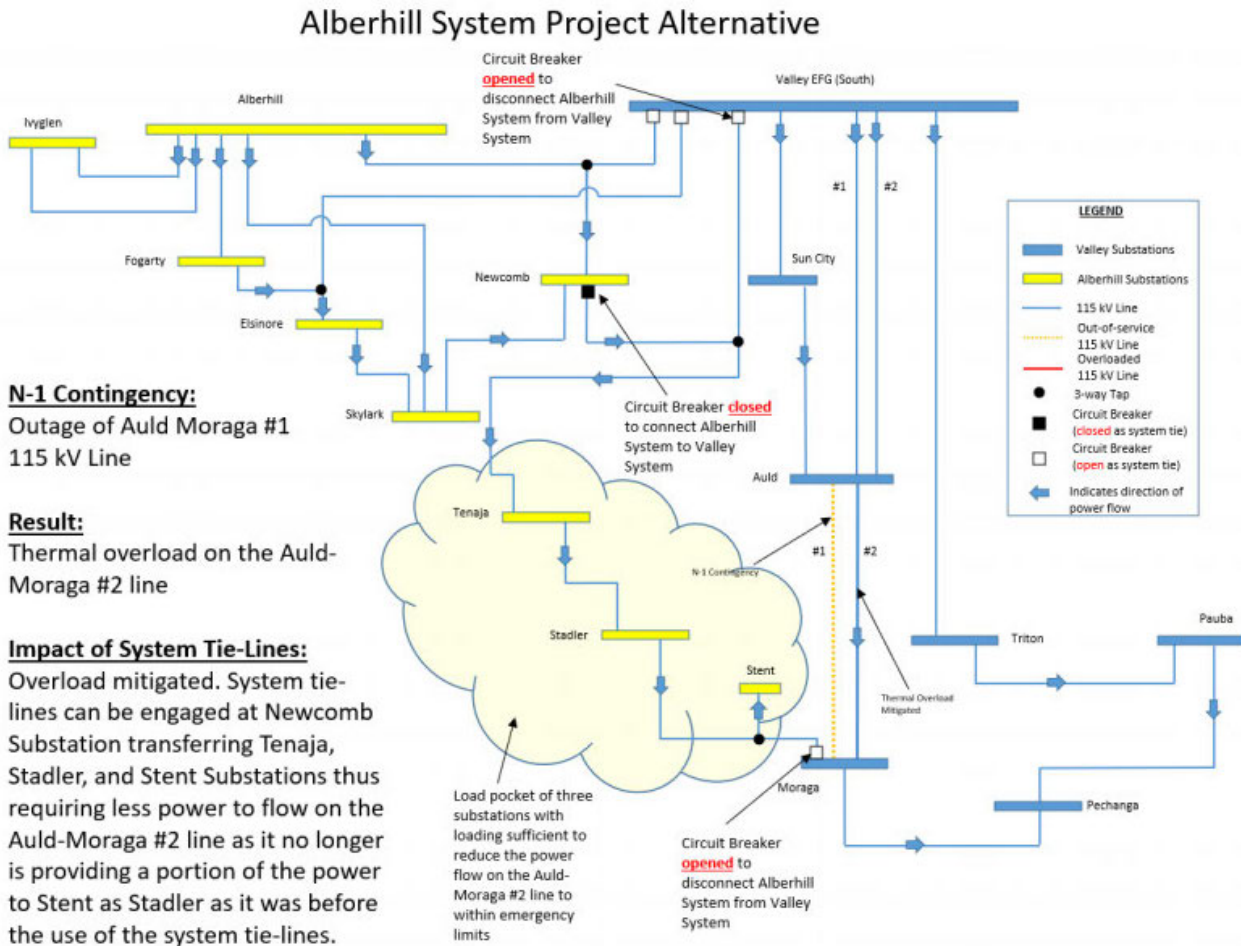 Alberhill System Project Alternative
Circuit Breaker
opened to
disconnect Alberhill
System from Valley
System
Valley EFG (South)
Alberhill
Ivyglen
#1
#2
LEGEND
Valley Substations
Alberhill Substations
115 kV Line
Out-of-service
115 kV Line
Overloaded
115 kV Line
3-way Tap
Circuit Breaker
(closed as system tie)
Circuit Breaker
(open as system tie)
Indicates direction of
power flow
Fogarty
Newcomb
Sun City
Elsinore
Skylark
N-1 Contingency:
Outage of Auld Moraga #1
115 kV Line
Circuit Breaker closed
to connect Alberhill
System to Valley
System
Auld
Result:
Thermal overload on the Auld-
Moraga #2 line
Tenaja
#1
#2
N-1 Contingency
Stadler
Stent
Triton
Pauba
Thermal Overload
Mitigated
Impact of System Tie-Lines:
Overload mitigated. System tie-
lines can be engaged at Newcomb
Substation transferring Tenaja,
Stadler, and Stent Substations thus
requiring less power to flow on the
Auld-Moraga #2 line as it no longer
is providing a portion of the power
to Stent as Stadler as it was before
the use of the system tie-lines.
Load pocket of three
substations with
loading sufficient to
reduce the power
flow on the Auld-
Moraga #2 line to
within emergency
limits
Moraga
Pechanga
Circuit Breaker
opened to
disconnect Alberhill
System from Valley
System